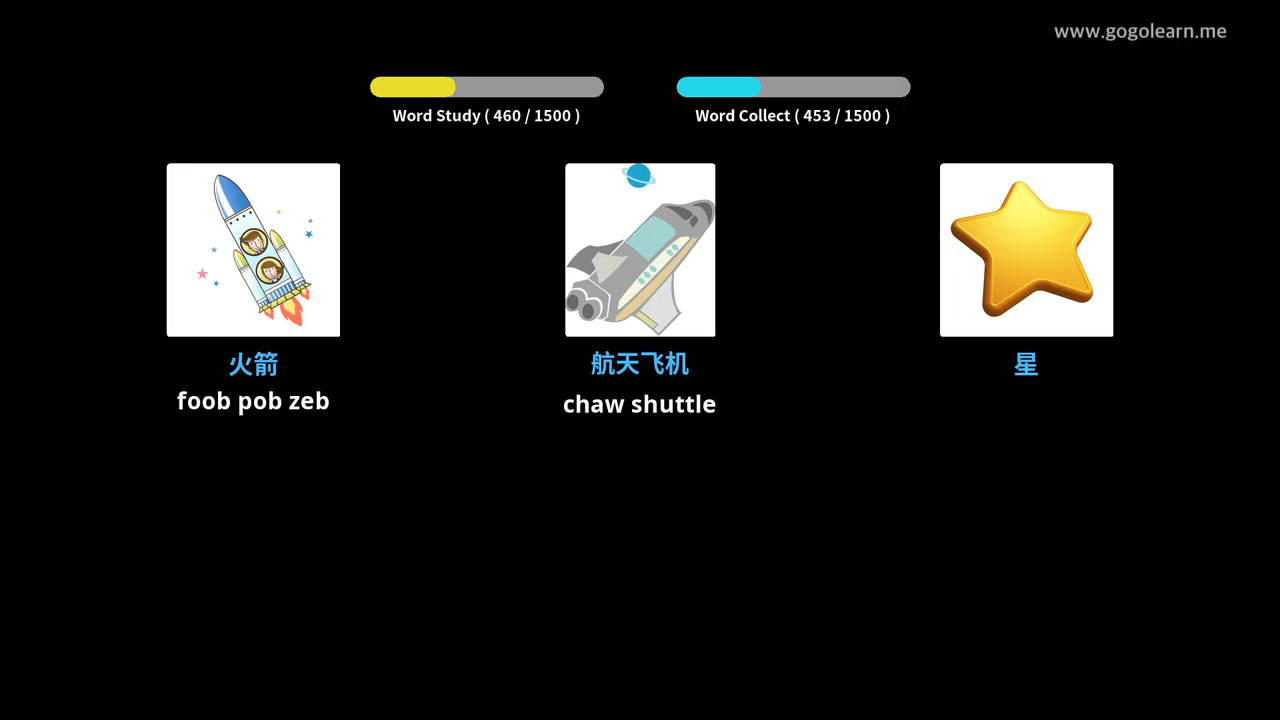 www.gogolearn.me
Word Study ( 460 / 1500 )
Word Collect ( 453 / 1500 )
火箭
航天飞机
星
foob pob zeb
chaw shuttle